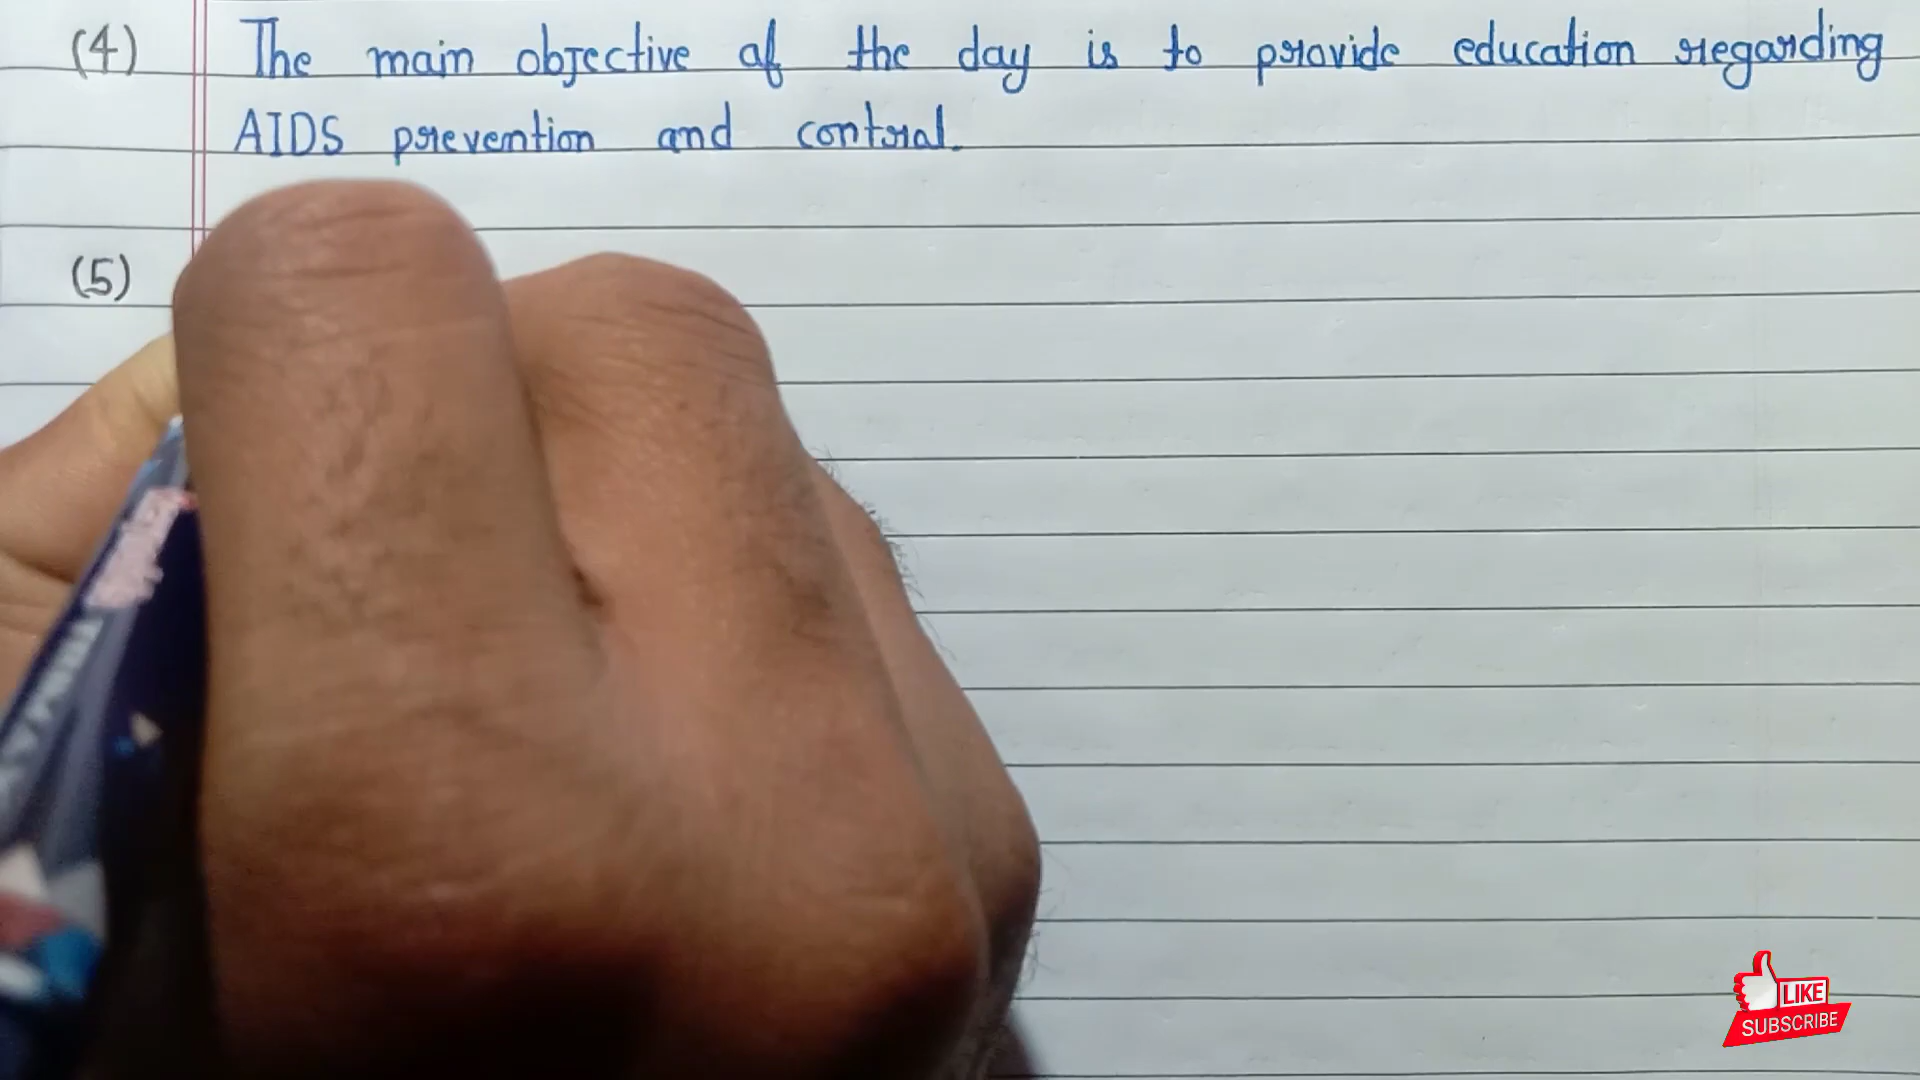 (4) The main objective of the day is to provide education regarding
AIDS prevention and control.
(5)
LIKE
SUBSCRIBE